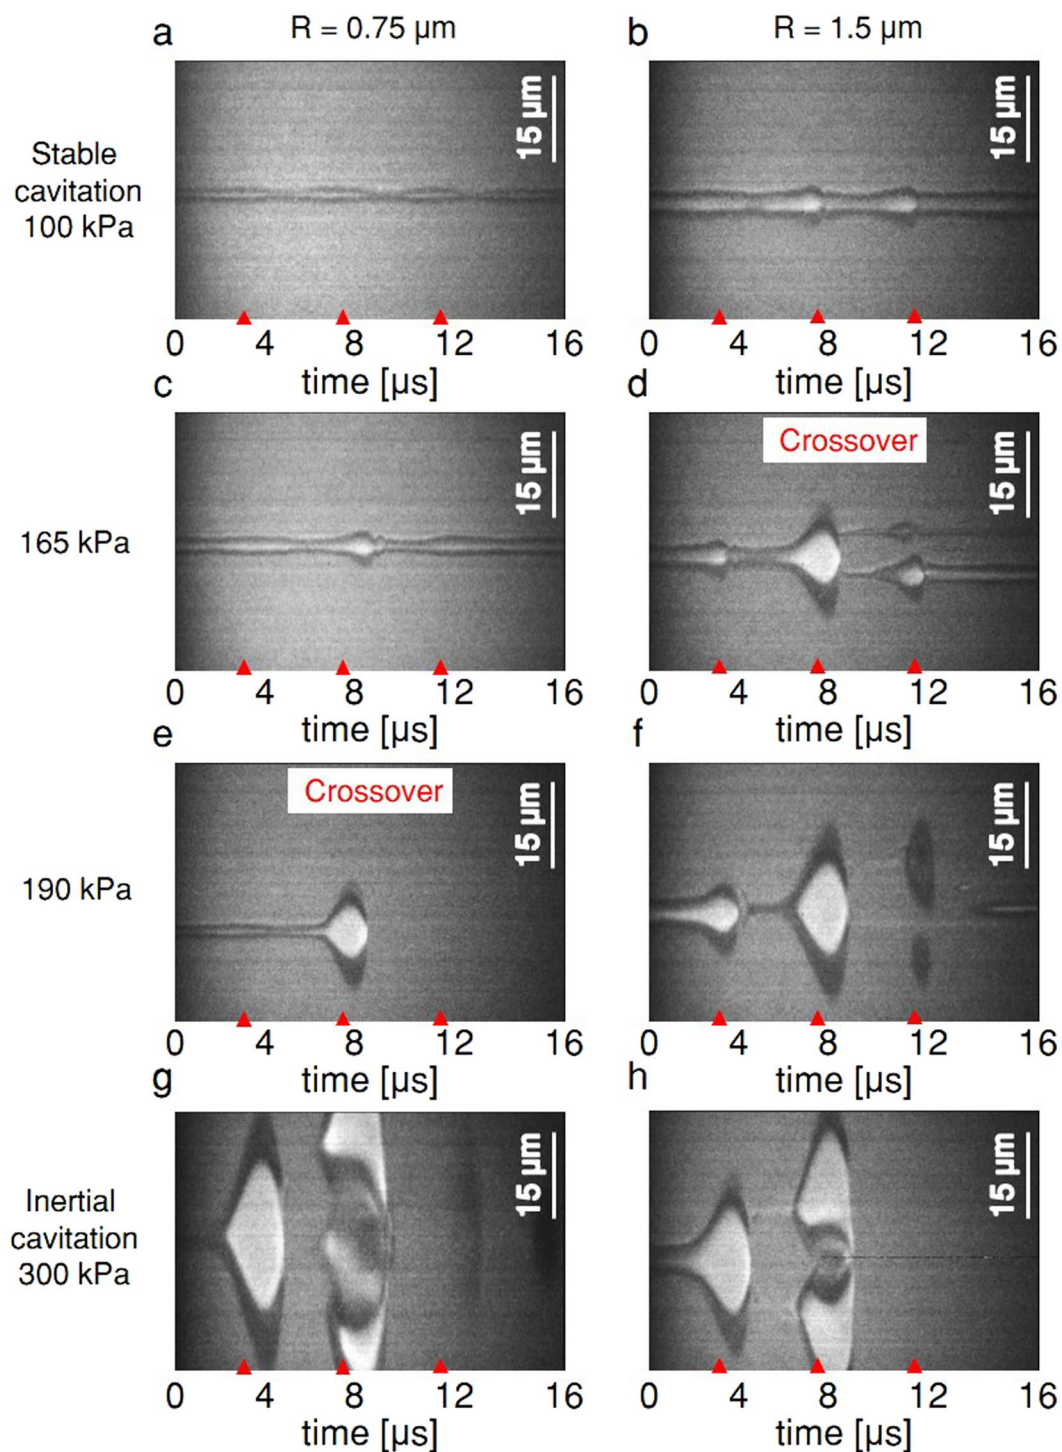 a R = 0.75 µm b R = 1.5 µm
15 µm 15 µm
Stable
cavitation
100 kPa
0 4 8 12 16 0 4 8 12 16
time [µs] time [µs]
c d
Crossover
15 µm 15 µm
165 kPa
0 4 8 12 16 0 4 8 12 16
time [µs] time [µs]
e f
Crossover
15 µm 15 µm
190 kPa
0 4 8 12 16 0 4 8 12 16
time [µs] time [µs]
g h
15 µm 15 µm
Inertial
cavitation
300 kPa
0 4 8 12 16 0 4 8 12 16
time [µs] time [µs]